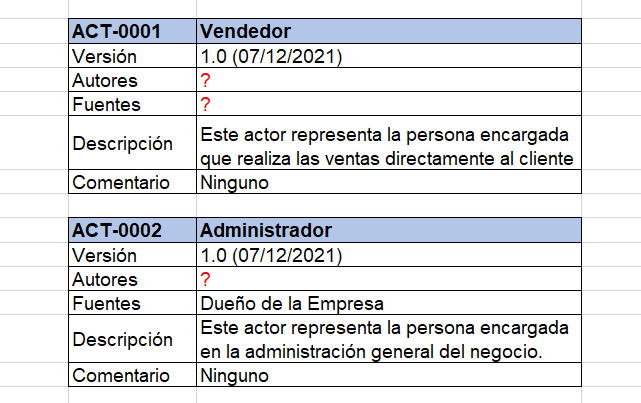 ACT-0001 Vendedor
Versión 1.0 (07/12/2021)
Autores ?
Fuentes ?
Descripción Este actor representa la persona encargada
que realiza las ventas directamente al cliente
Comentario Ninguno
ACT-0002 Administrador
Versión 1.0 (07/12/2021)
Autores ?
Fuentes Dueño de la Empresa
Descripción Este actor representa la persona encargada
en la administración general del negocio.
Comentario Ninguno